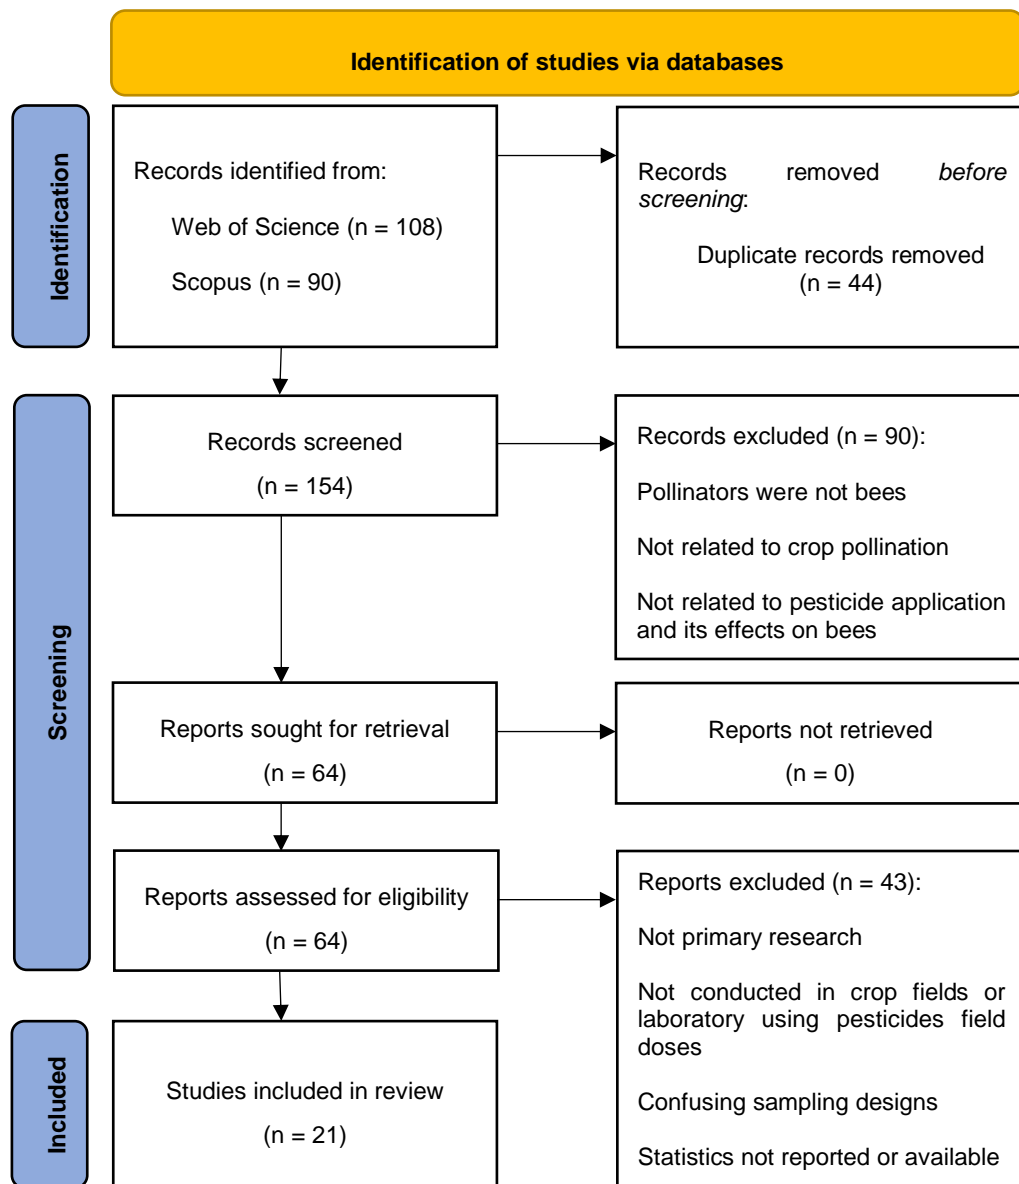 Identification of studies via databases
Identification
Records identified from:
Web of Science (n = 108)
Scopus (n = 90)
Records removed before
screening:
Duplicate records removed
(n = 44)
Screening
Records screened
(n = 154)
Records excluded (n = 90):
Pollinators were not bees
Not related to crop pollination
Not related to pesticide application
and its effects on bees
Reports sought for retrieval
(n = 64)
Reports not retrieved
(n = 0)
Reports assessed for eligibility
(n = 64)
Reports excluded (n = 43):
Not primary research
Not conducted in crop fields or
laboratory using pesticides field
doses
Confusing sampling designs
Statistics not reported or available
Included
Studies included in review
(n = 21)